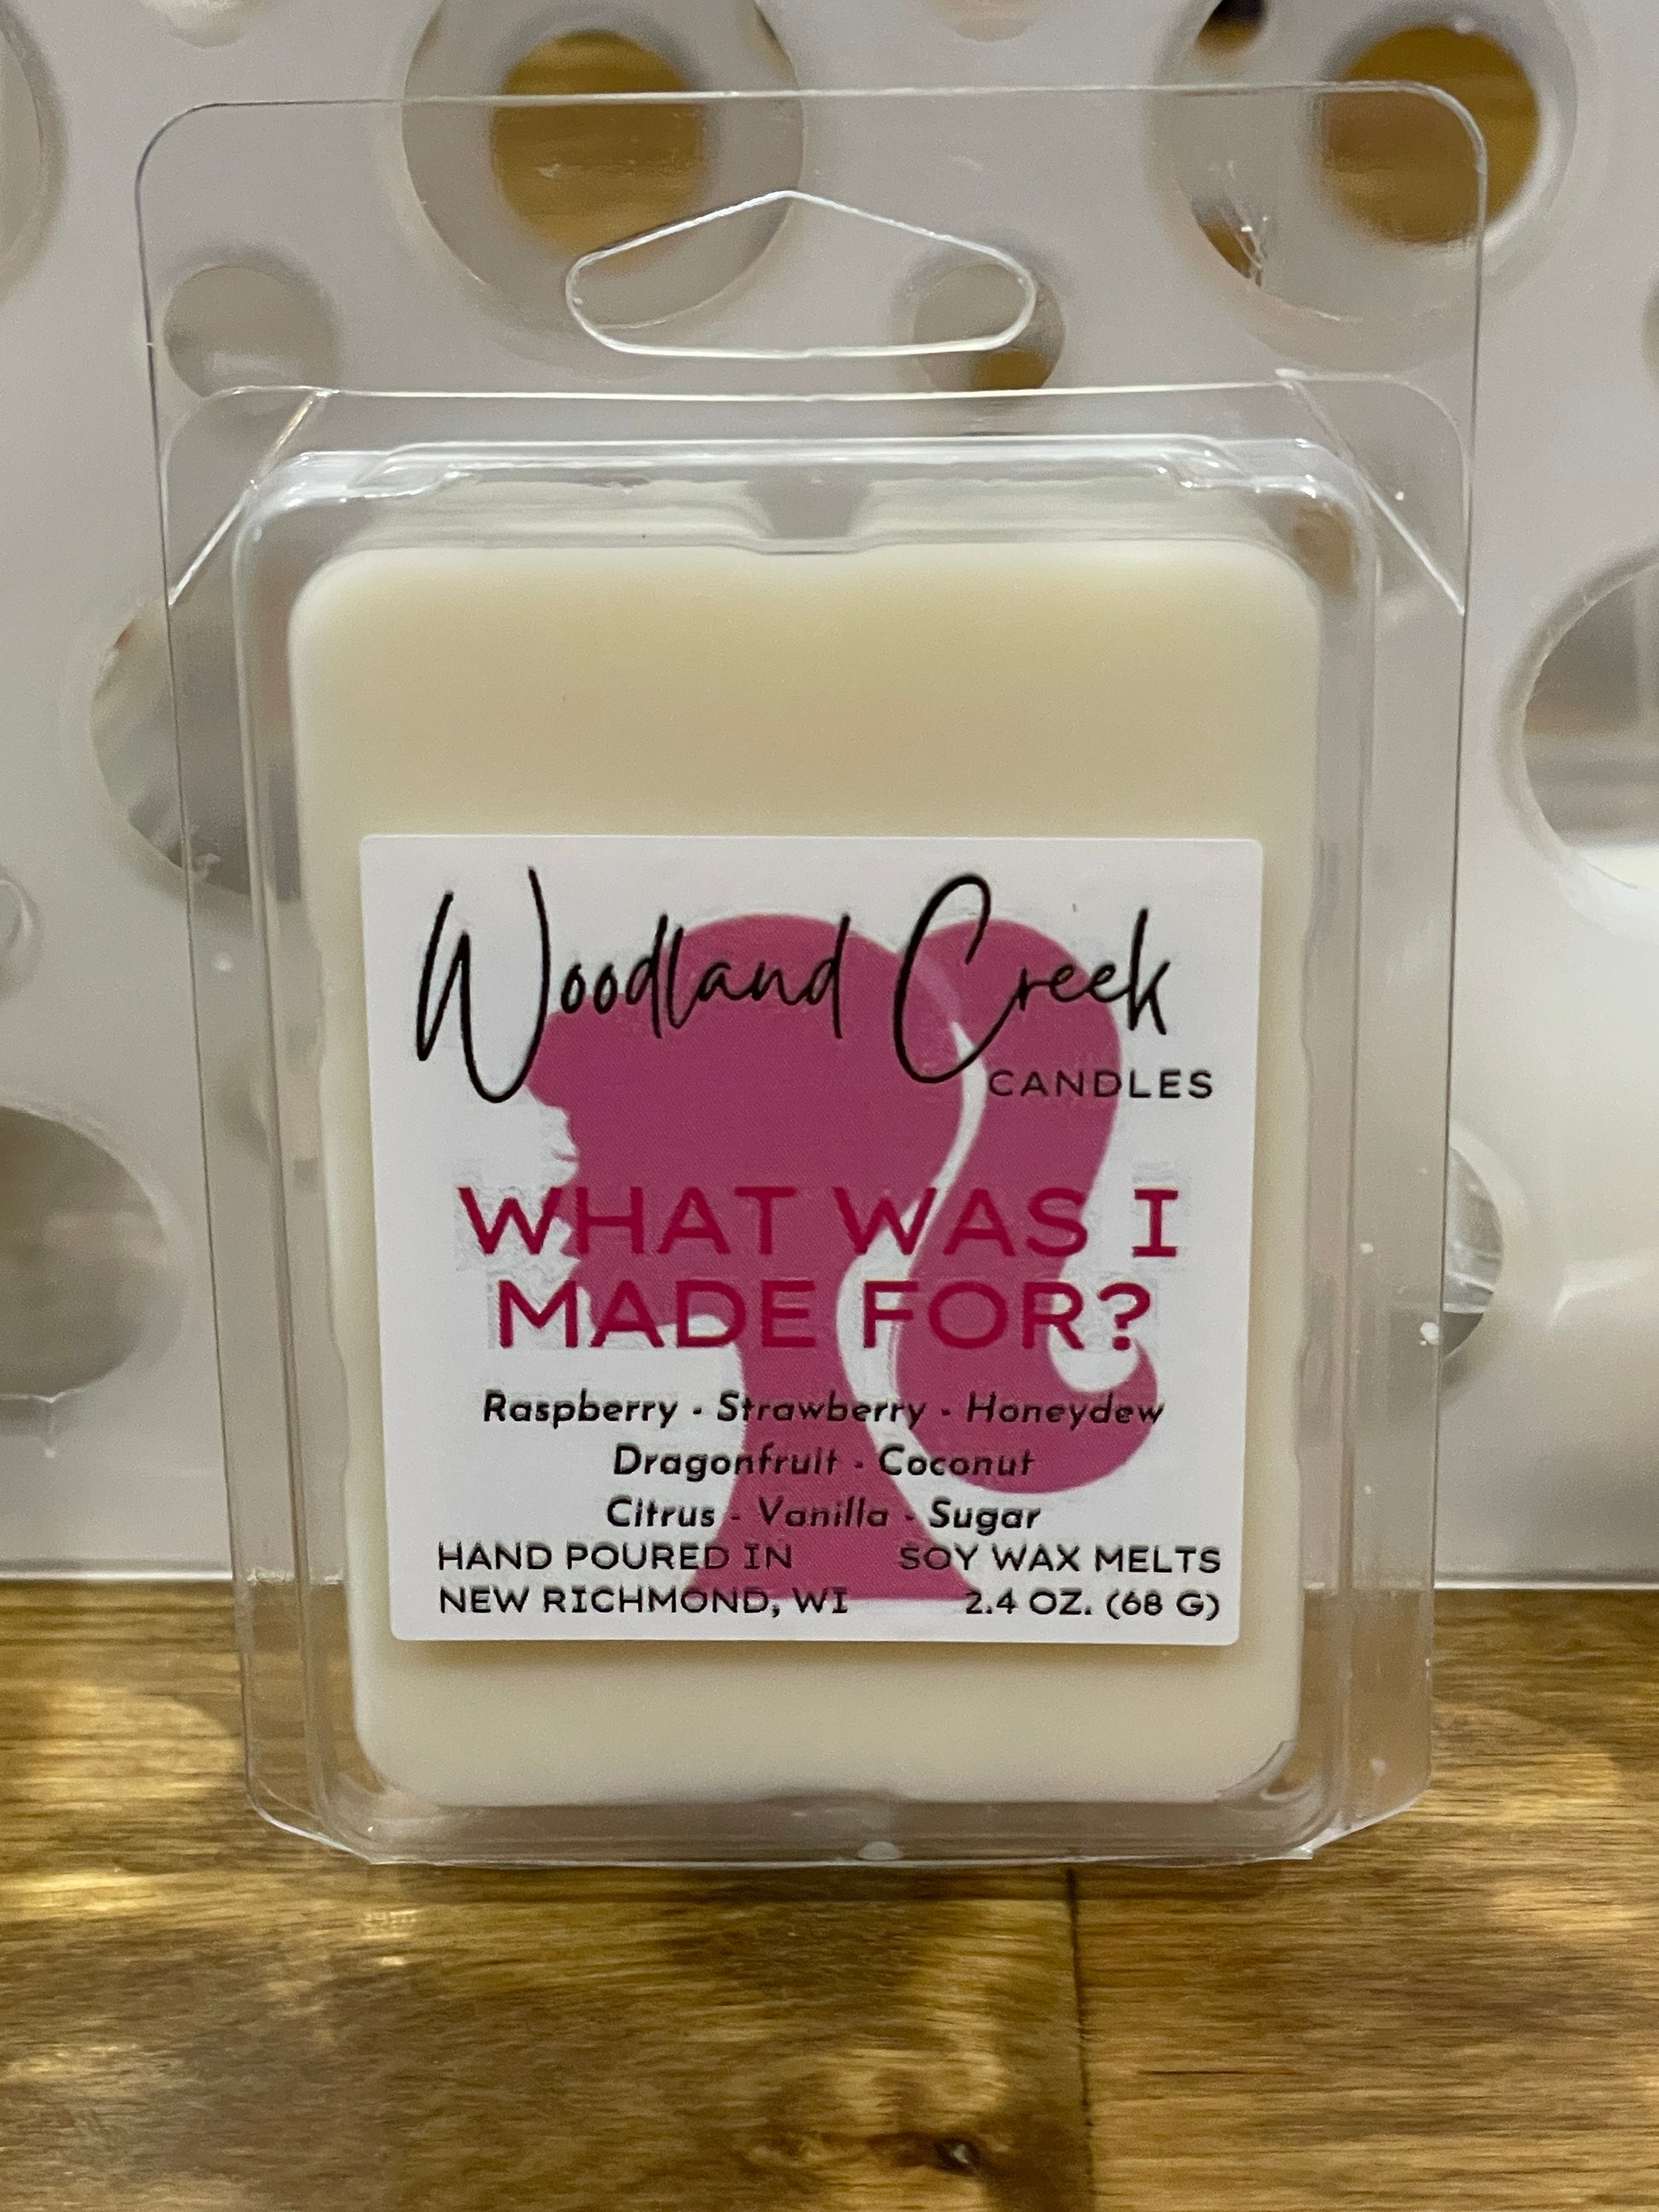 Woodland Creek
CANDLES
WHAT WAS I
MADE FOR?
Raspberry - Strawberry - Honeydew
Dragonfruit - Coconut
Citrus - Vanilla - Sugar
HAND POURED IN
NEW RICHMOND, WI
SOY WAX MELTS
2.4 OZ. (68 G)